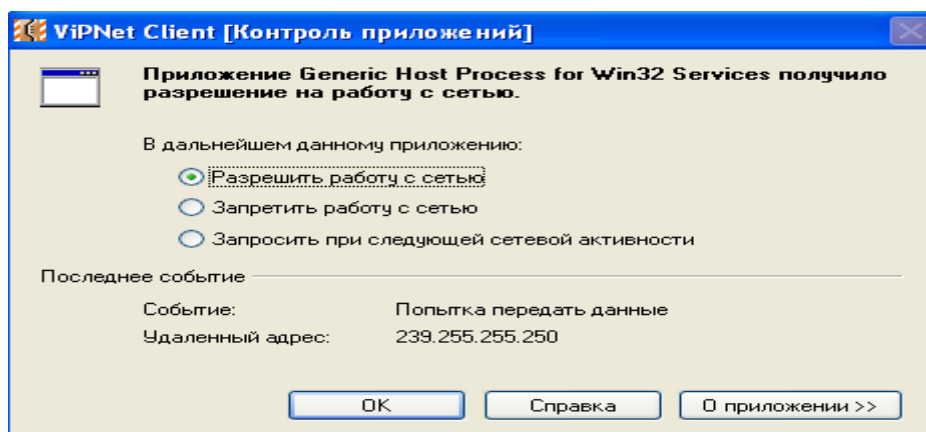 ViPNet Client [Контроль приложений]
Приложение Generic Host Process for Win32 Services получило
разрешение на работу с сетью.
В дальнейшем данному приложению:
Разрешить работу с сетью
Запретить работу с сетью
Запросить при следующей сетевой активности
Последнее событие
Событие: Попытка передать данные
Удаленный адрес: 239.255.255.250
OK Справка О приложении >>